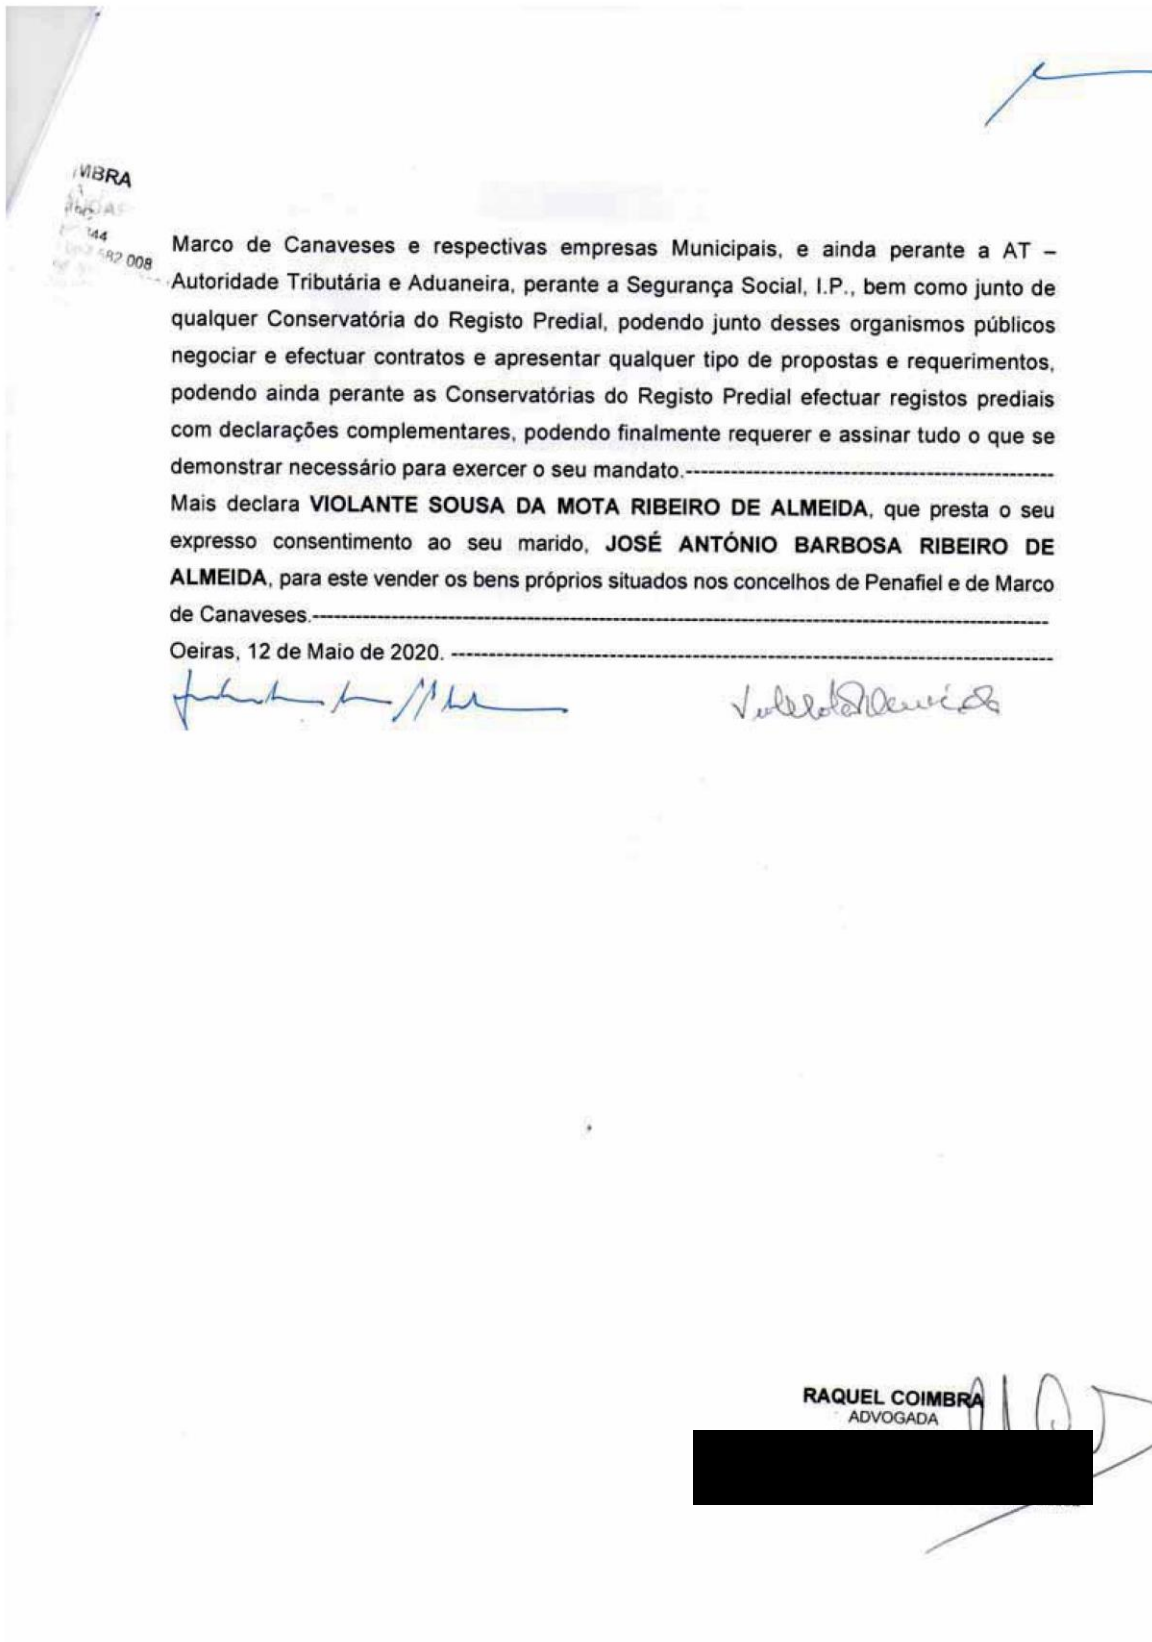 MBRA
344
582 008
Marco de Canaveses e respectivas empresas Municipais, e ainda perante a AT –
Autoridade Tributária e Aduaneira, perante a Segurança Social, I.P., bem como junto de
qualquer Conservatória do Registo Predial, podendo junto desses organismos públicos
negociar e efectuar contratos e apresentar qualquer tipo de propostas e requerimentos,
podendo ainda perante as Conservatórias do Registo Predial efectuar registos prediais
com declarações complementares, podendo finalmente requerer e assinar tudo o que se
demonstrar necessário para exercer o seu mandato.-------------------------------------------------
Mais declara VIOLANTE SOUSA DA MOTA RIBEIRO DE ALMEIDA, que presta o seu
expresso consentimento ao seu marido, JOSÉ ANTÓNIO BARBOSA RIBEIRO DE
ALMEIDA, para este vender os bens próprios situados nos concelhos de Penafiel e de Marco
de Canaveses.--------------------------------------------------------------------------------------------------
Oeiras, 12 de Maio de 2020. --------------------------------------------------------------------------------
RAQUEL COIMBRA
ADVOGADA